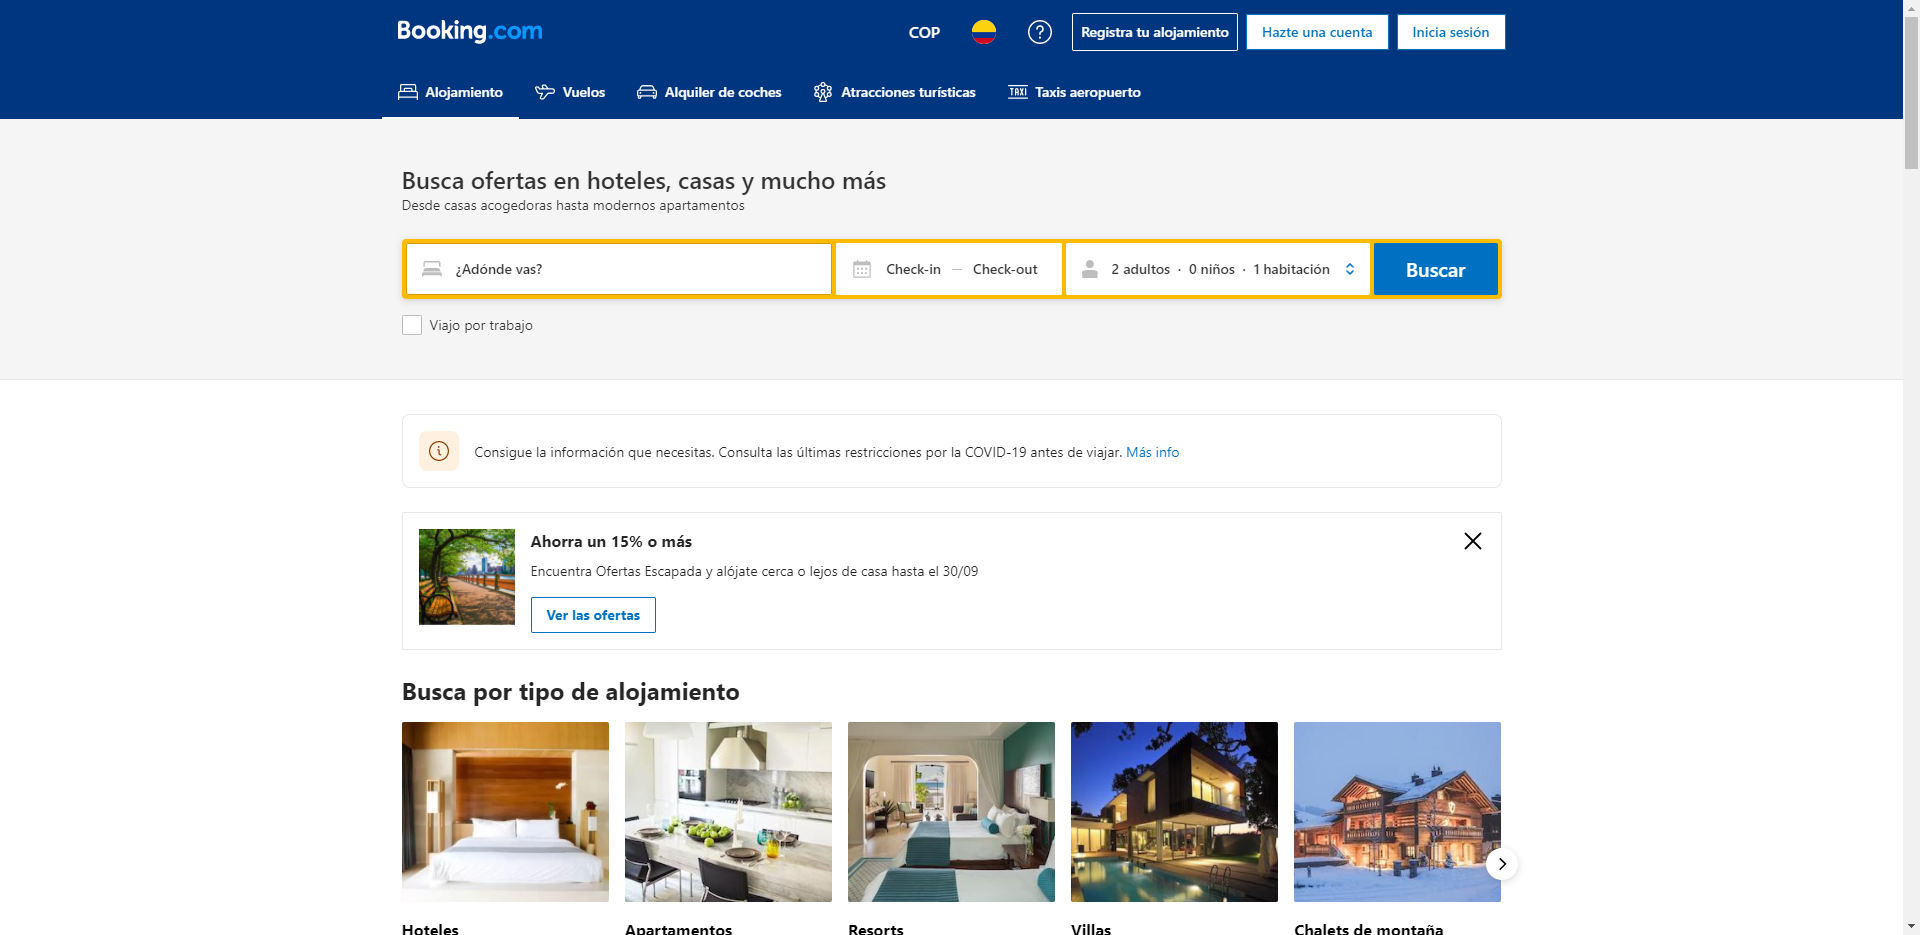 Booking.com
COP
Registra tu alojamiento
Hazte una cuenta
Inicia sesión
Alojamiento
Vuelos
Alquiler de coches
Atracciones turísticas
TAXI
Taxis aeropuerto
Busca ofertas en hoteles, casas y mucho más
Desde casas acogedoras hasta modernos apartamentos
¿Adónde vas?
Check-in — Check-out
2 adultos · 0 niños · 1 habitación
Buscar
Viajo por trabajo
Consigue la información que necesitas. Consulta las últimas restricciones por la COVID-19 antes de viajar. Más info
Ahorra un 15% o más
Encuentra Ofertas Escapada y alójate cerca o lejos de casa hasta el 30/09
Ver las ofertas
Busca por tipo de alojamiento
Hoteles
Apartamentos
Resorts
Villas
Chalets de montaña